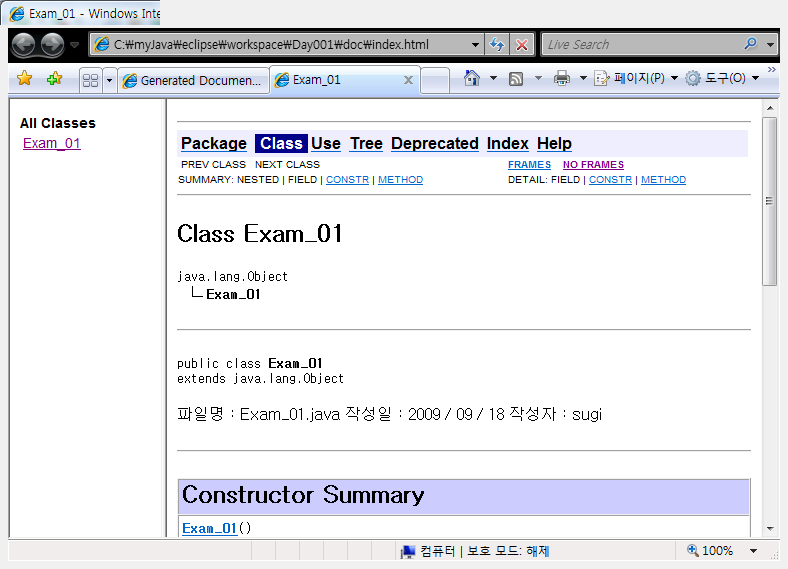 Exam_01 - Windows Inte
C:\myJava\eclipse\workspace\Day001\doc\index.html
Live Search
Generated Documen...
Exam_01
페이지(P)
도구(O)
All Classes
Exam_01
Package Class Use Tree Deprecated Index Help
PREV CLASS NEXT CLASS FRAMES NO FRAMES
SUMMARY: NESTED | FIELD | CONSTR | METHOD DETAIL: FIELD | CONSTR | METHOD
Class Exam_01
java.lang.Object
Exam_01
public class Exam_01
extends java.lang.Object
파일명 : Exam_01.java 작성일 : 2009 / 09 / 18 작성자 : sugi
Constructor Summary
Exam_01()
컴퓨터 | 보호 모드: 해제
100%